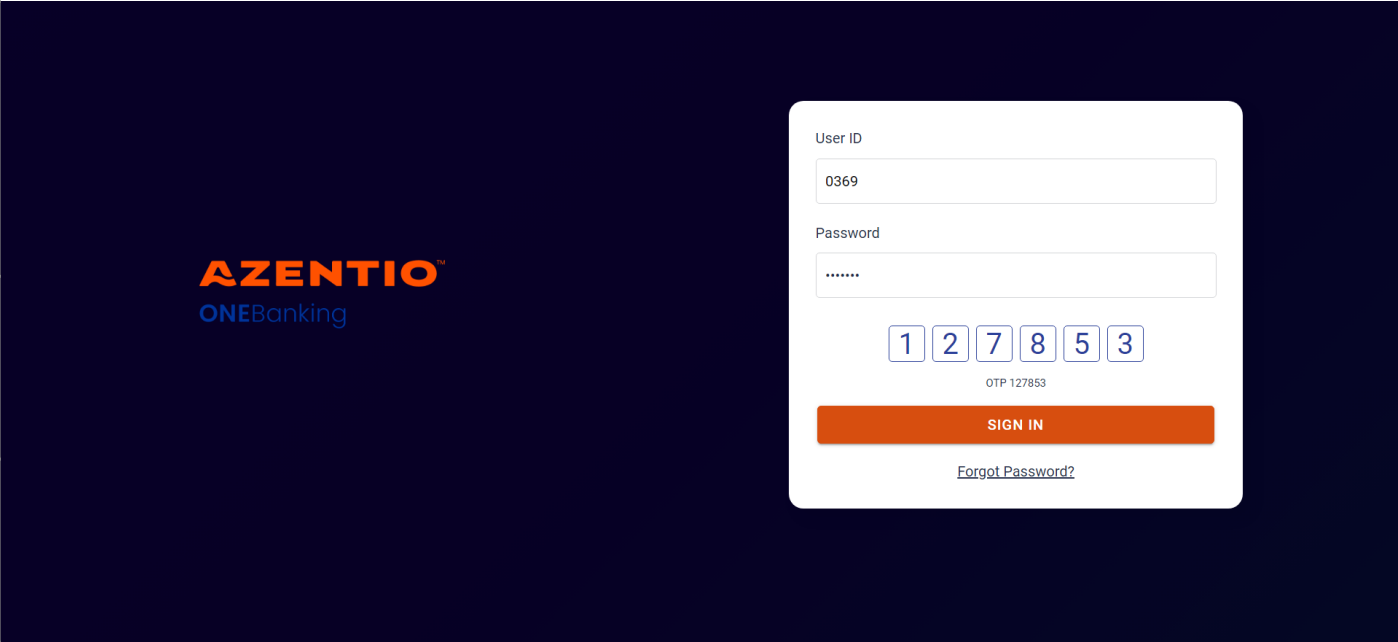 AZENTIO™
ONEBanking
User ID
0369
Password
•••••••
1 2 7 8 5 3
OTP 127853
SIGN IN
Forgot Password?